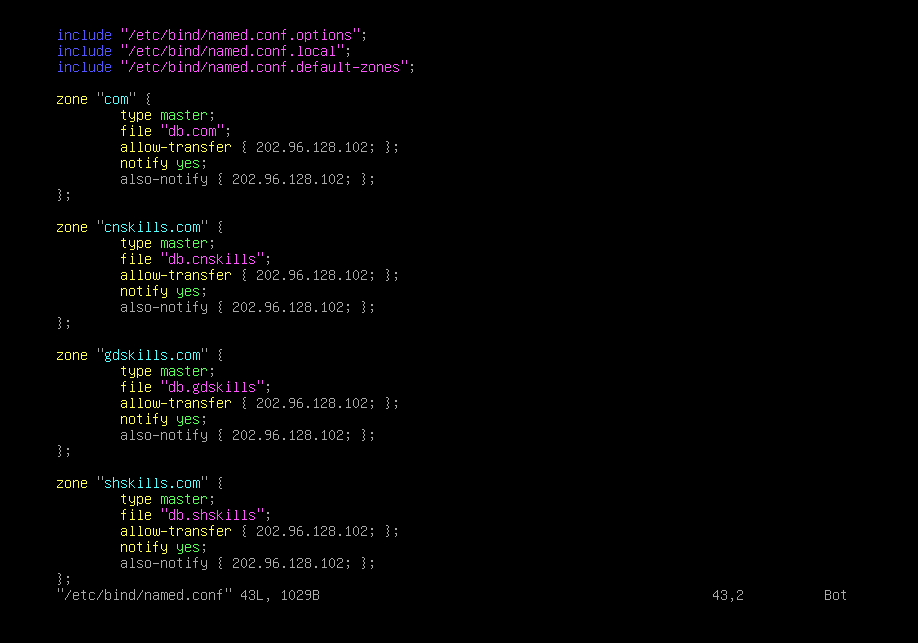 include "/etc/bind/named.conf.options";
include "/etc/bind/named.conf.local";
include "/etc/bind/named.conf.default-zones";

zone "com" {
        type master;
        file "db.com";
        allow-transfer { 202.96.128.102; };
        notify yes;
        also-notify { 202.96.128.102; };
};

zone "cnskills.com" {
        type master;
        file "db.cnskills";
        allow-transfer { 202.96.128.102; };
        notify yes;
        also-notify { 202.96.128.102; };
};

zone "gdskills.com" {
        type master;
        file "db.gdskills";
        allow-transfer { 202.96.128.102; };
        notify yes;
        also-notify { 202.96.128.102; };
};

zone "shskills.com" {
        type master;
        file "db.shskills";
        allow-transfer { 202.96.128.102; };
        notify yes;
        also-notify { 202.96.128.102; };
};
"/etc/bind/named.conf" 43L, 1029B 43,2 Bot